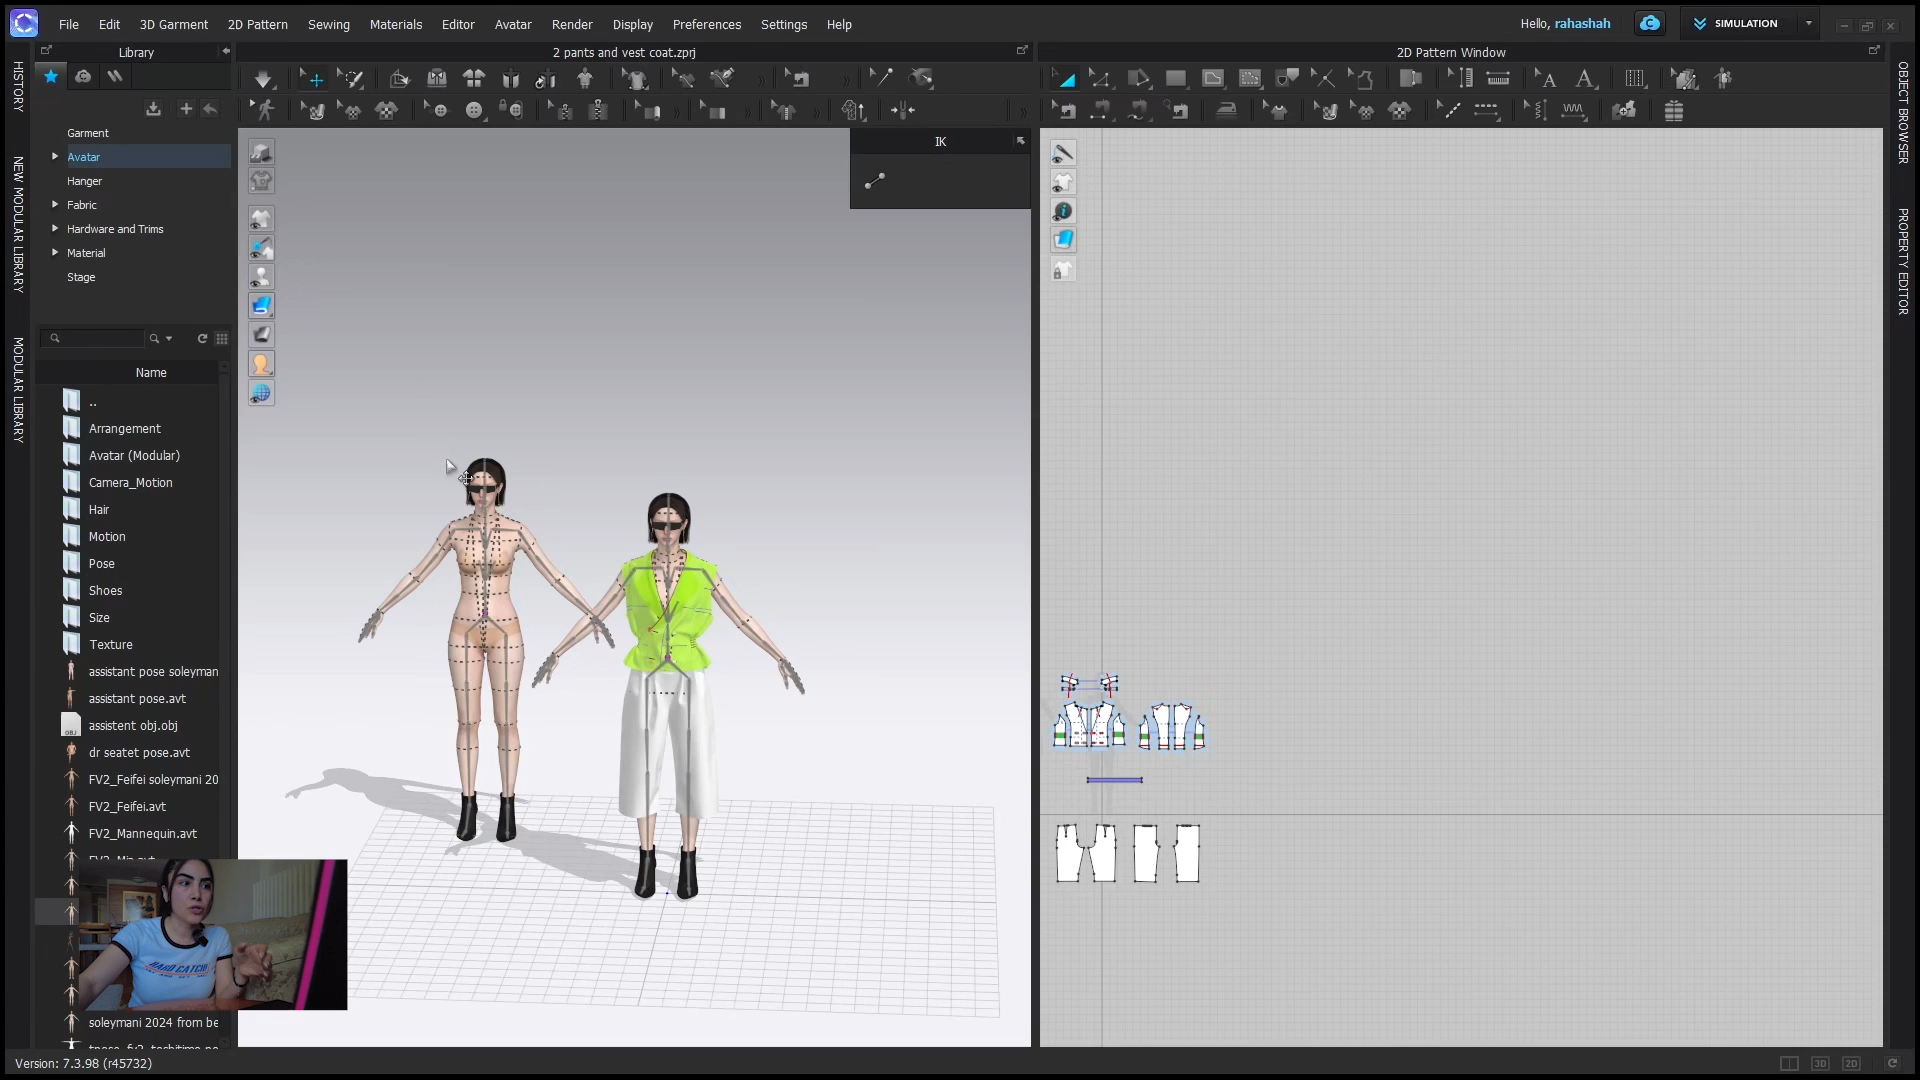 File Edit 3D Garment 2D Pattern Sewing Materials Editor Avatar Render Display Preferences Settings Help
Hello, rahashah
SIMULATION
Library
2 pants and vest coat.zprj
2D Pattern Window
HISTORY
NEW MODULAR LIBRARY
MODULAR LIBRARY
OBJECT BROWSER
PROPERTY EDITOR
Garment
Avatar
Hanger
Fabric
Hardware and Trims
Material
Stage
IK
Name
..
Arrangement
Avatar (Modular)
Camera_Motion
Hair
Motion
Pose
Shoes
Size
Texture
assistant pose soleyman
assistant pose.avt
assistent obj.obj
dr seatet pose.avt
FV2_Feifei soleymani 20
FV2_Feifei.avt
FV2_Mannequin.avt
soleymani 2024 from be
Version: 7.3.98 (r45732)
3D
2D